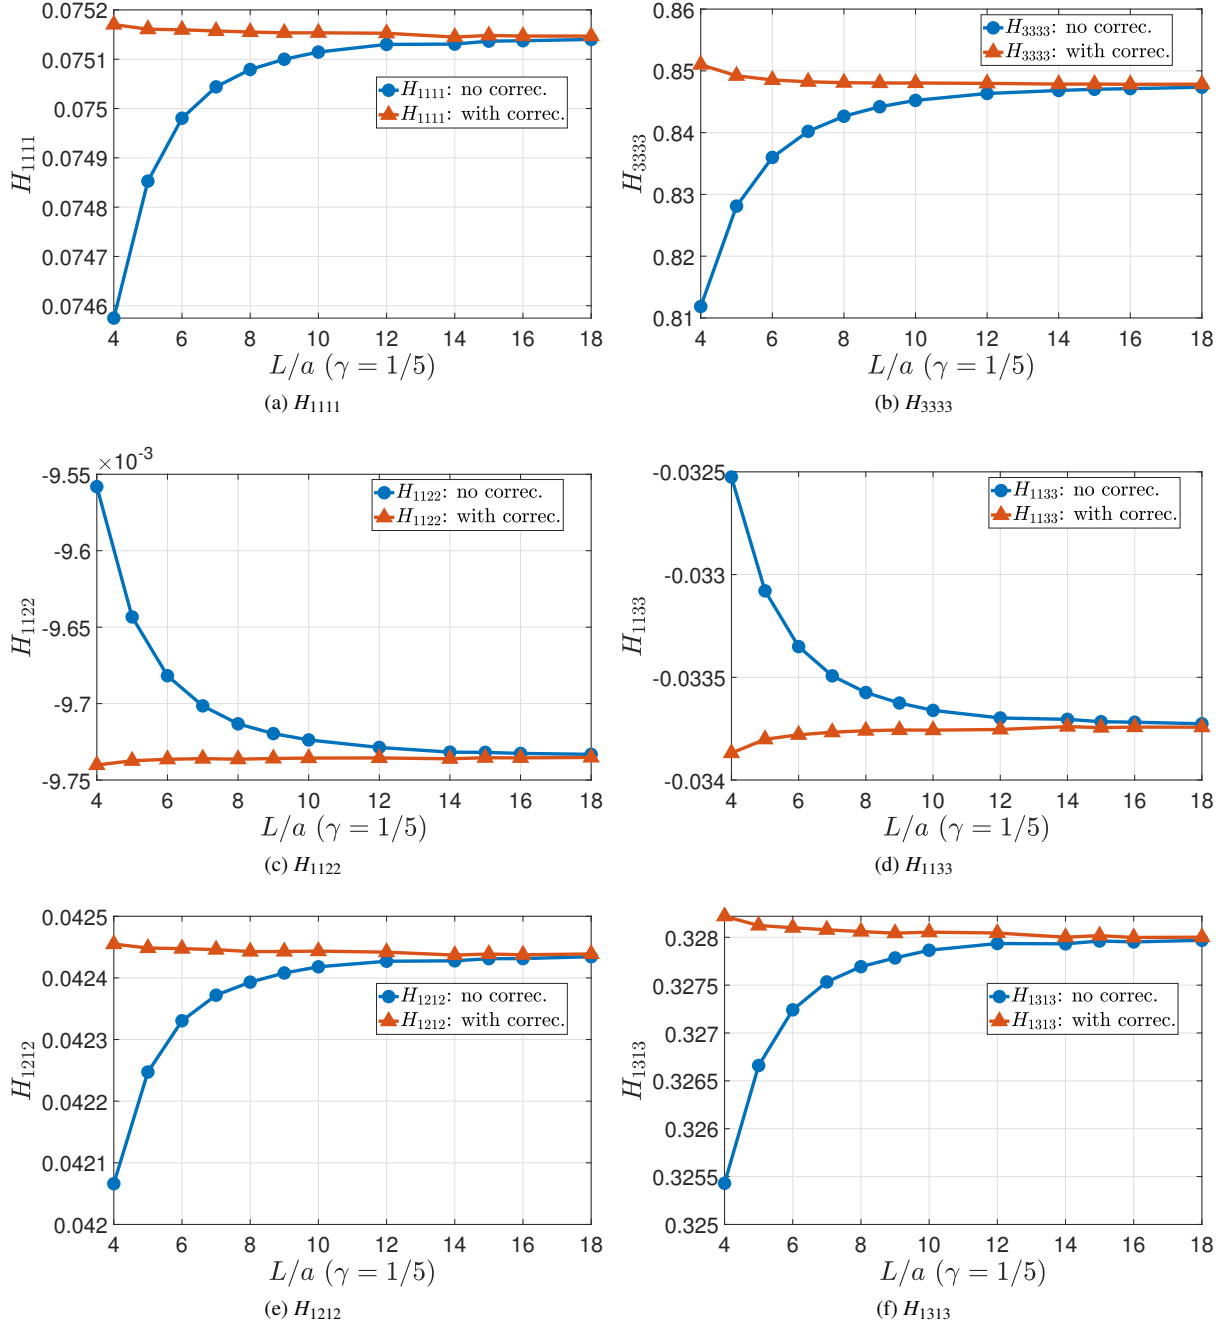 0.0752
0.0751
0.075
0.0749
0.0748
0.0747
0.0746
H1111
H1111: no correc.
H1111: with correc.
4 6 8 10 12 14 16 18
L/a (γ = 1/5)
(a) H1111
0.86
0.85
0.84
0.83
0.82
0.81
H3333
H3333: no correc.
H3333: with correc.
4 6 8 10 12 14 16 18
L/a (γ = 1/5)
(b) H3333
×10-3
-9.55
-9.6
-9.65
-9.7
-9.75
H1122
H1122: no correc.
H1122: with correc.
4 6 8 10 12 14 16 18
L/a (γ = 1/5)
(c) H1122
-0.0325
-0.033
-0.0335
-0.034
H1133
H1133: no correc.
H1133: with correc.
4 6 8 10 12 14 16 18
L/a (γ = 1/5)
(d) H1133
0.0425
0.0424
0.0423
0.0422
0.0421
0.042
H1212
H1212: no correc.
H1212: with correc.
4 6 8 10 12 14 16 18
L/a (γ = 1/5)
(e) H1212
0.328
0.3275
0.327
0.3265
0.326
0.3255
0.325
H1313
H1313: no correc.
H1313: with correc.
4 6 8 10 12 14 16 18
L/a (γ = 1/5)
(f) H1313